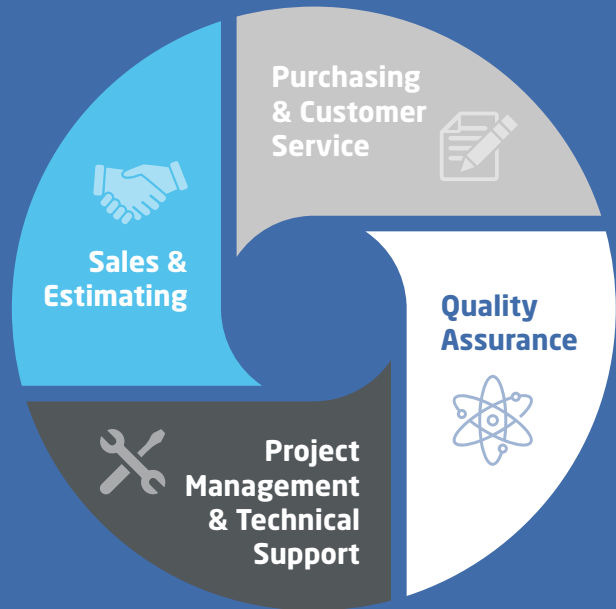 Purchasing
& Customer
Service
Sales &
Estimating
Quality
Assurance
Project
Management
& Technical
Support